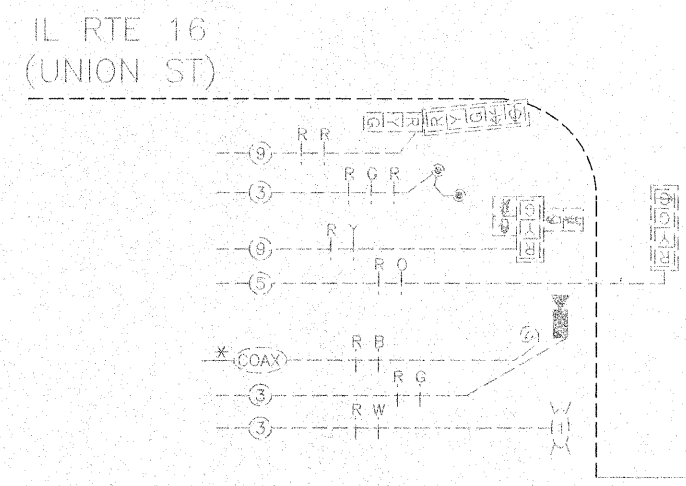 IL RTE 16
(UNION ST)
R R
9
R G R
3
R Y
9
R O
5
R B
* COAX
R G
3
R W
3